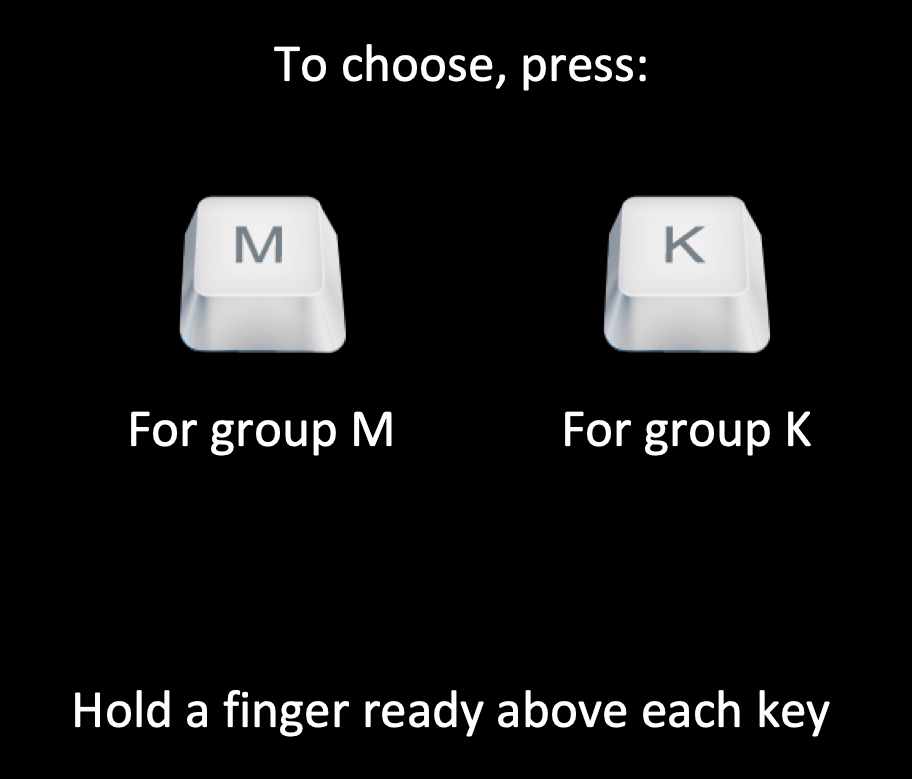 To choose, press:
M K
For group M For group K
Hold a finger ready above each key